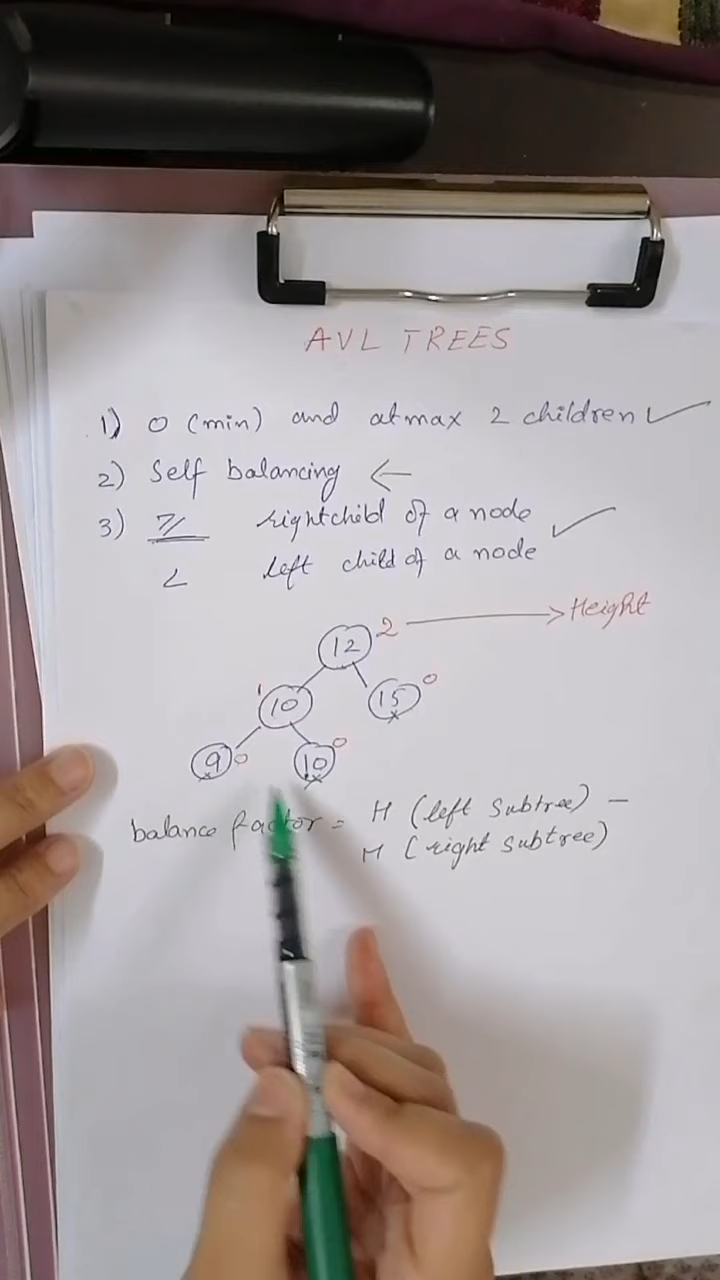 AVL TREES
1) 0 (min) and atmax 2 children ✓
2) Self balancing ←
3) ≥ rightchild of a node ✓
< left child of a node
12 2 → Height
1 10 15 0
9 0 10 0
balance factor = H (left subtree) –
H (right subtree)